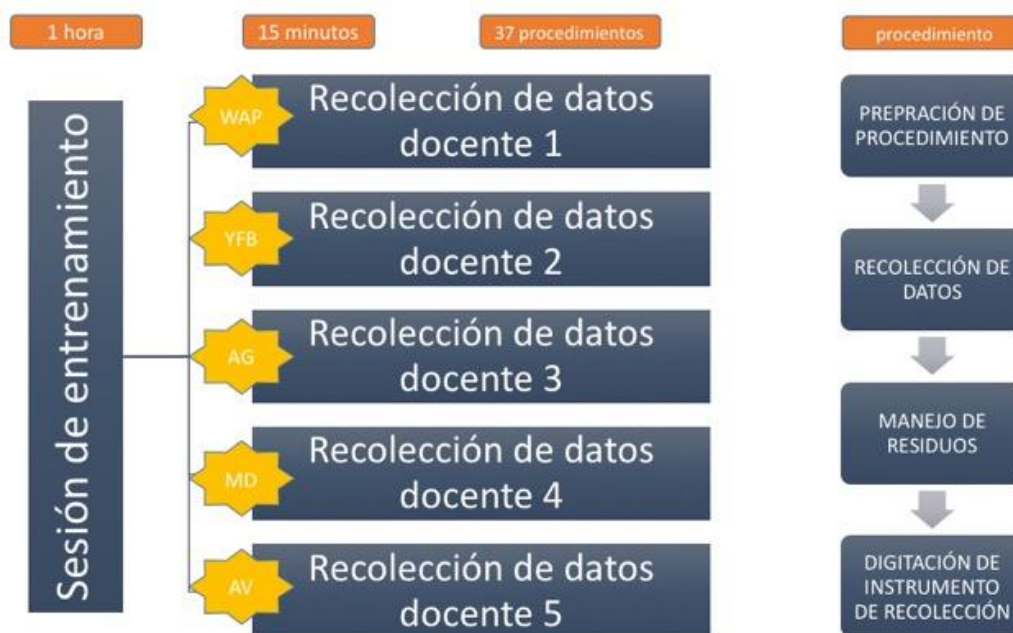 1 hora
15 minutos
37 procedimientos
procedimiento
Sesión de entrenamiento
WAP
Recolección de datos
docente 1
YFB
Recolección de datos
docente 2
AG
Recolección de datos
docente 3
MD
Recolección de datos
docente 4
AV
Recolección de datos
docente 5
PREPRACIÓN DE
PROCEDIMIENTO
RECOLECCIÓN DE
DATOS
MANEJO DE
RESIDUOS
DIGITACIÓN DE
INSTRUMENTO
DE RECOLECCIÓN